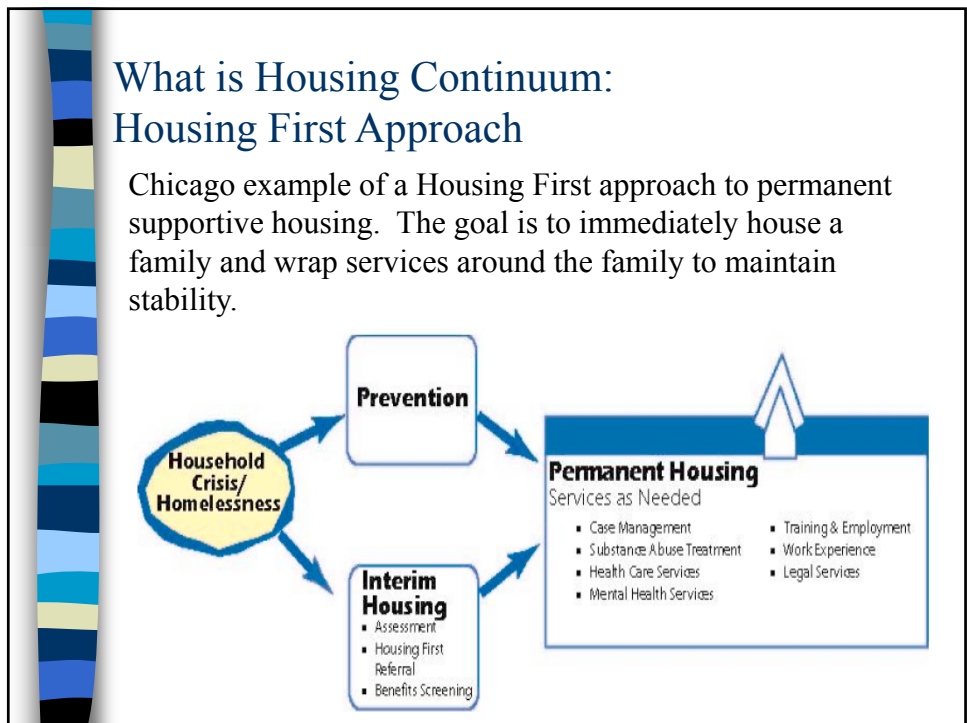 What is Housing Continuum:
Housing First Approach
Chicago example of a Housing First approach to permanent
supportive housing.  The goal is to immediately house a
family and wrap services around the family to maintain
stability.
Household
Crisis/
Homelessness
Prevention
Interim
Housing
▪ Assessment
▪ Housing First
Referral
▪ Benefits Screening
Permanent Housing
Services as Needed
▪ Case Management
▪ Substance Abuse Treatment
▪ Health Care Services
▪ Mental Health Services
▪ Training & Employment
▪ Work Experience
▪ Legal Services